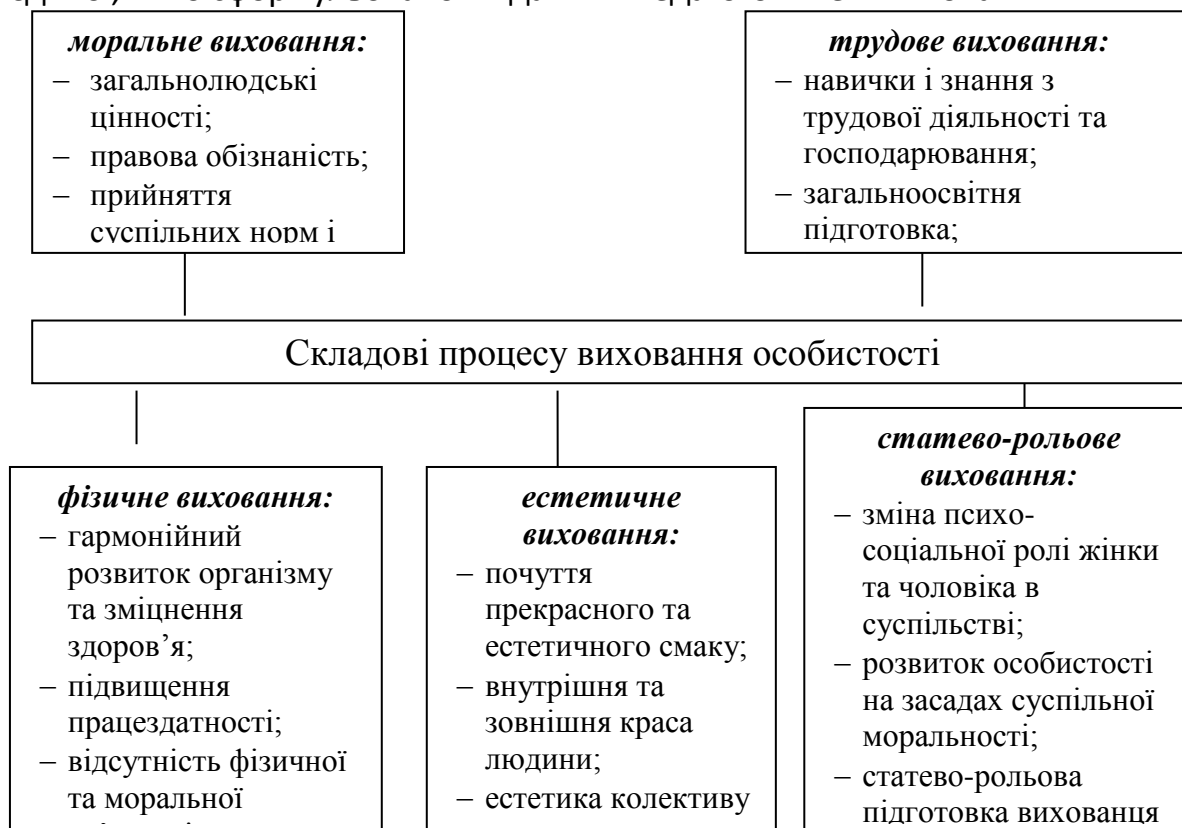 моральне виховання:
– загальнолюдські
цінності;
– правова обізнаність;
– прийняття
суспільних норм і
трудове виховання:
– навички і знання з
трудової діяльності та
господарювання;
– загальноосвітня
підготовка;
Складові процесу виховання особистості
фізичне виховання:
– гармонійний
розвиток організму
та зміцнення
здоров’я;
– підвищення
працездатності;
– відсутність фізичної
та моральної
естетичне
виховання:
– почуття
прекрасного та
естетичного смаку;
– внутрішня та
зовнішня краса
людини;
– естетика колективу
статево-рольове
виховання:
– зміна психо-
соціальної ролі жінки
та чоловіка в
суспільстві;
– розвиток особистості
на засадах суспільної
моральності;
– статево-рольова
підготовка вихованця